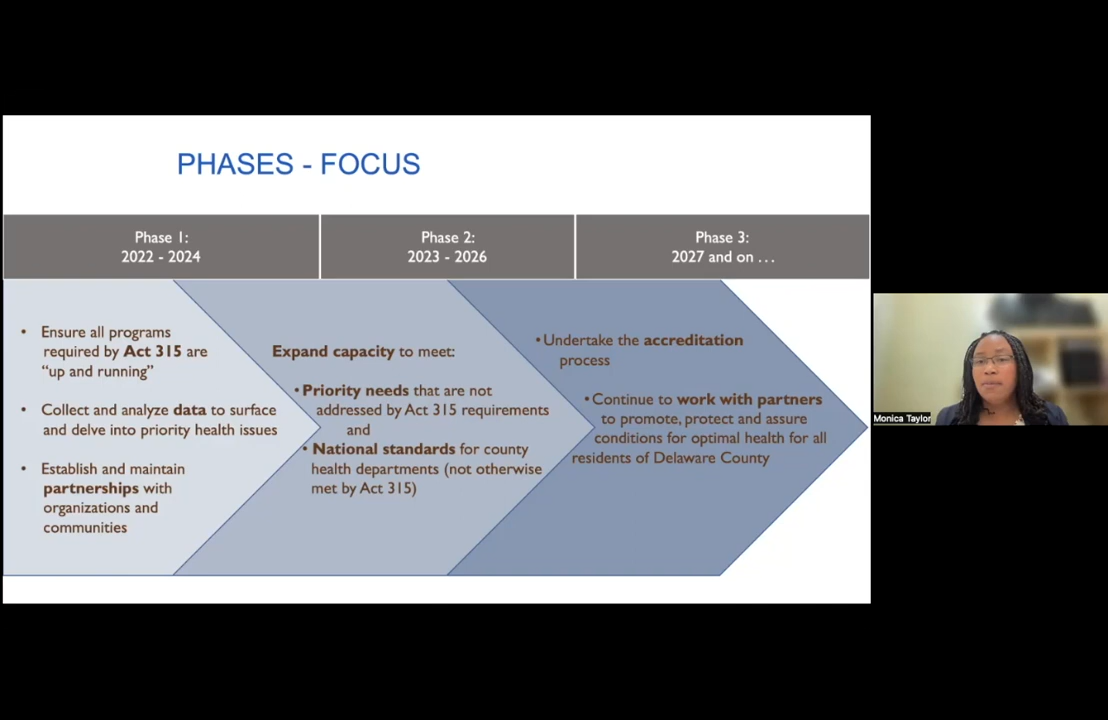 PHASES - FOCUS
Phase 1:
2022 - 2024
Phase 2:
2023 - 2026
Phase 3:
2027 and on . . .
• Ensure all programs
required by Act 315 are
“up and running”
• Collect and analyze data to surface
and delve into priority health issues
• Establish and maintain
partnerships with
organizations and
communities
Expand capacity to meet:
• Priority needs that are not
addressed by Act 315 requirements
and
• National standards for county
health departments (not otherwise
met by Act 315)
• Undertake the accreditation
process
• Continue to work with partners
to promote, protect and assure
conditions for optimal health for all
residents of Delaware County
Monica Taylor